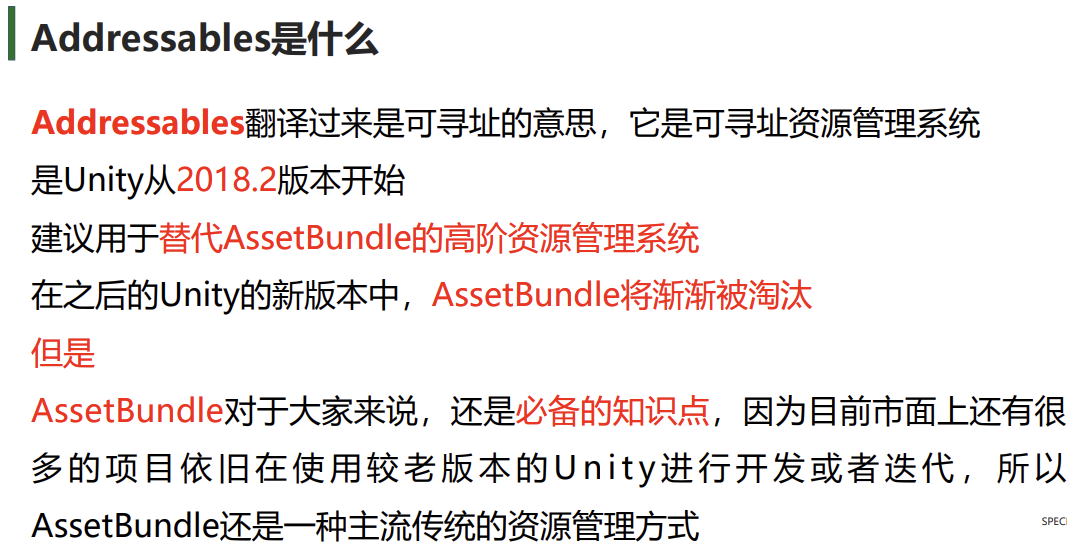 Addressables是什么
Addressables翻译过来是可寻址的意思，它是可寻址资源管理系统
是Unity从2018.2版本开始
建议用于替代AssetBundle的高阶资源管理系统
在之后的Unity的新版本中，AssetBundle将渐渐被淘汰
但是
AssetBundle对于大家来说，还是必备的知识点，因为目前市面上还有很
多的项目依旧在使用较老版本的Unity进行开发或者迭代，所以
AssetBundle还是一种主流传统的资源管理方式
SPECI